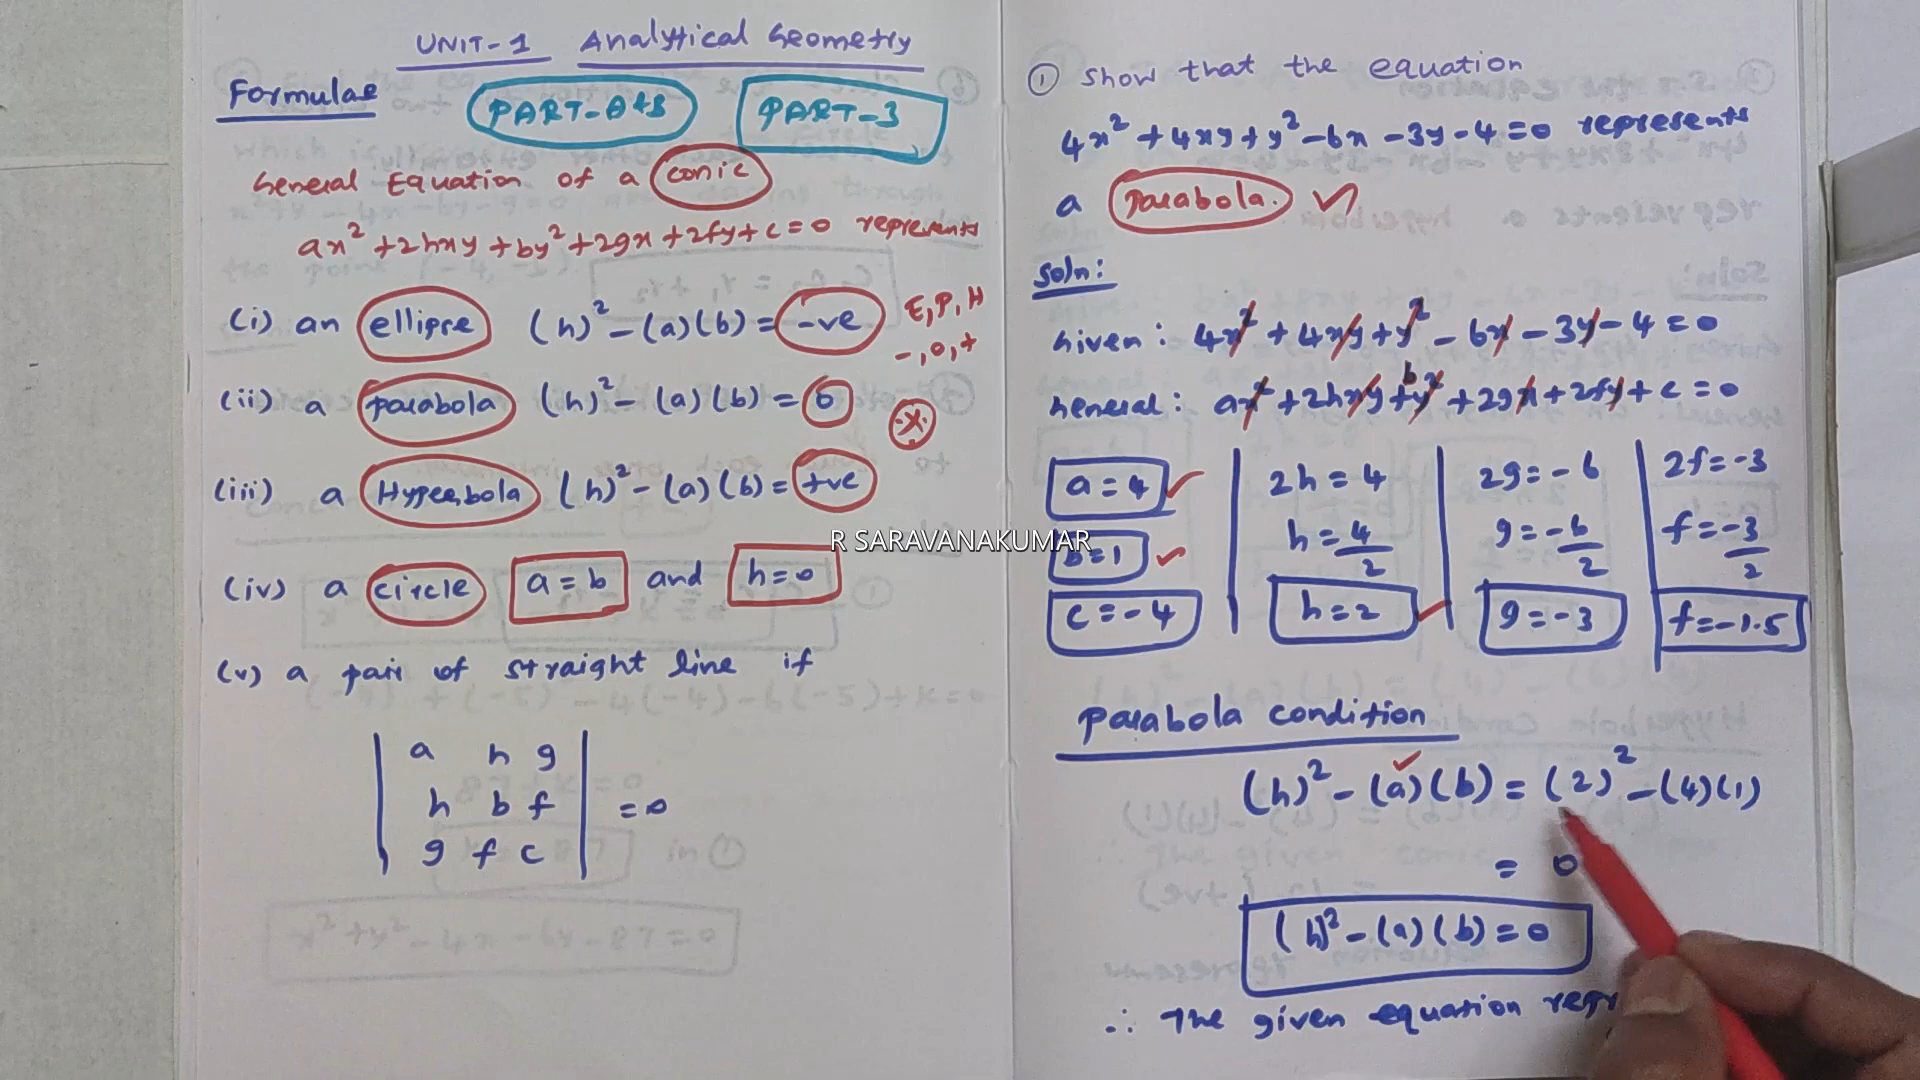 UNIT-1 Analytical Geometry
Formulae
PART-A&B
PART-3
General Equation of a conic
ax² + 2hxy + by² + 2gx + 2fy + c = 0 represents
(i) an ellipse (h)² - (a)(b) = -ve
E, P, H
-, 0, +
(ii) a parabola (h)² - (a)(b) = 0
(iii) a Hyperbola (h)² - (a)(b) = +ve
(iv) a circle a = b and h = 0
(v) a pair of straight line if
a h g
h b f = 0
g f c
① Show that the equation
4x² + 4xy + y² - 6x - 3y - 4 = 0 represents
a parabola.
Soln:
Given: 4x² + 4xy + y² - 6x - 3y - 4 = 0
General: ax² + 2hxy + by² + 2gx + 2fy + c = 0
a = 4
b = 1
c = -4
2h = 4
h = 4/2
h = 2
2g = -6
g = -6/2
g = -3
2f = -3
f = -3/2
f = -1.5
R SARAVANAKUMAR
parabola condition
(h)² - (a)(b) = (2)² - (4)(1)
= 0
(h)² - (a)(b) = 0
∴ The given equation repr